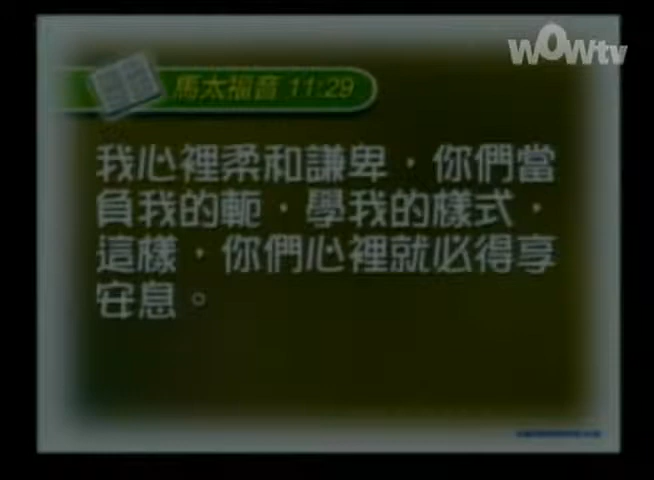 WOWtv
馬太福音 11:29
我心裡柔和謙卑，你們當
負我的軛，學我的樣式，
這樣，你們心裡就必得享
安息。